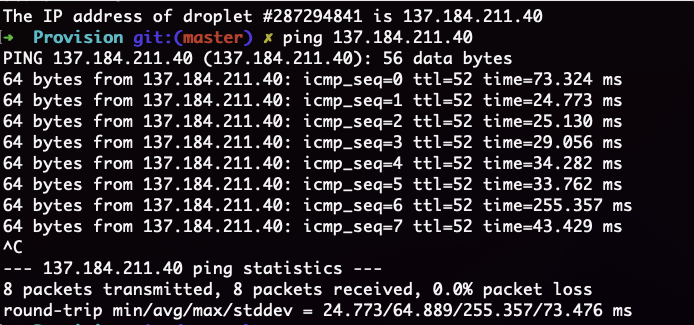 The IP address of droplet #287294841 is 137.184.211.40
➜  Provision git:(master) ✗ ping 137.184.211.40
PING 137.184.211.40 (137.184.211.40): 56 data bytes
64 bytes from 137.184.211.40: icmp_seq=0 ttl=52 time=73.324 ms
64 bytes from 137.184.211.40: icmp_seq=1 ttl=52 time=24.773 ms
64 bytes from 137.184.211.40: icmp_seq=2 ttl=52 time=25.130 ms
64 bytes from 137.184.211.40: icmp_seq=3 ttl=52 time=29.056 ms
64 bytes from 137.184.211.40: icmp_seq=4 ttl=52 time=34.282 ms
64 bytes from 137.184.211.40: icmp_seq=5 ttl=52 time=33.762 ms
64 bytes from 137.184.211.40: icmp_seq=6 ttl=52 time=255.357 ms
64 bytes from 137.184.211.40: icmp_seq=7 ttl=52 time=43.429 ms
^C
--- 137.184.211.40 ping statistics ---
8 packets transmitted, 8 packets received, 0.0% packet loss
round-trip min/avg/max/stddev = 24.773/64.889/255.357/73.476 ms